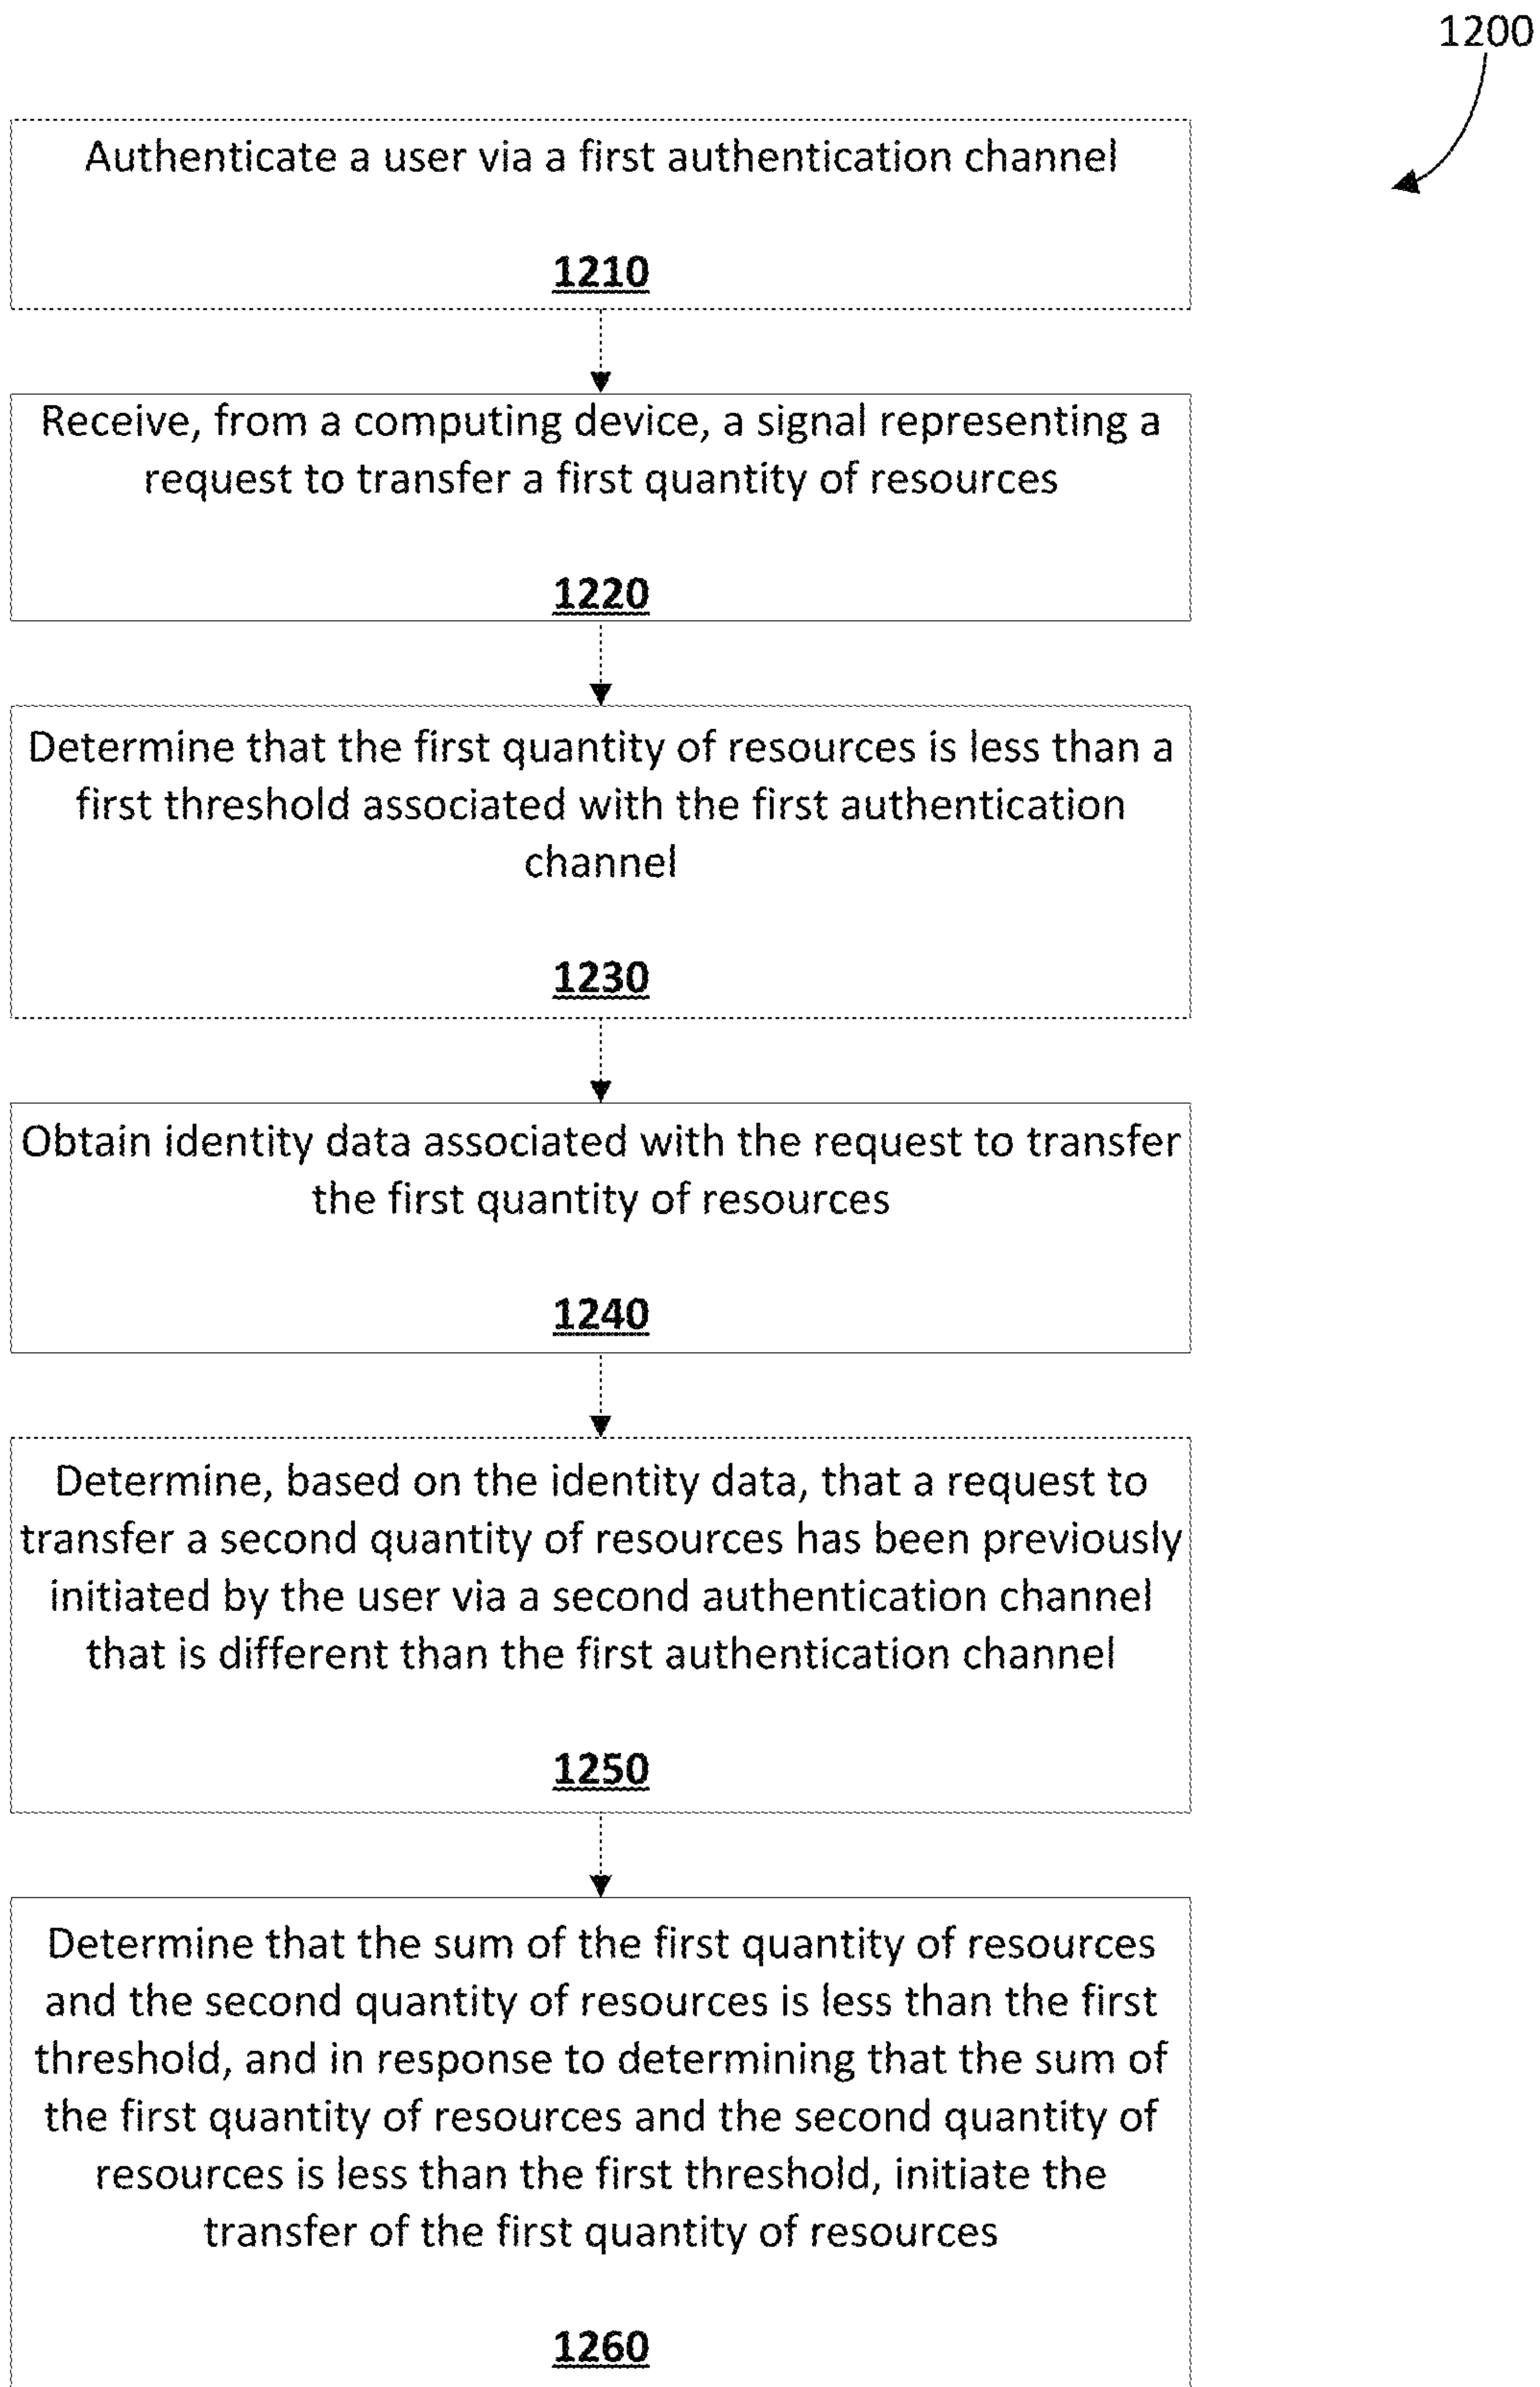 1200
Authenticate a user via a first authentication channel
1210
Receive, from a computing device, a signal representing a
request to transfer a first quantity of resources
1220
Determine that the first quantity of resources is less than a
first threshold associated with the first authentication
channel
1230
Obtain identity data associated with the request to transfer
the first quantity of resources
1240
Determine, based on the identity data, that a request to
transfer a second quantity of resources has been previously
initiated by the user via a second authentication channel
that is different than the first authentication channel
1250
Determine that the sum of the first quantity of resources
and the second quantity of resources is less than the first
threshold, and in response to determining that the sum of
the first quantity of resources and the second quantity of
resources is less than the first threshold, initiate the
transfer of the first quantity of resources
1260